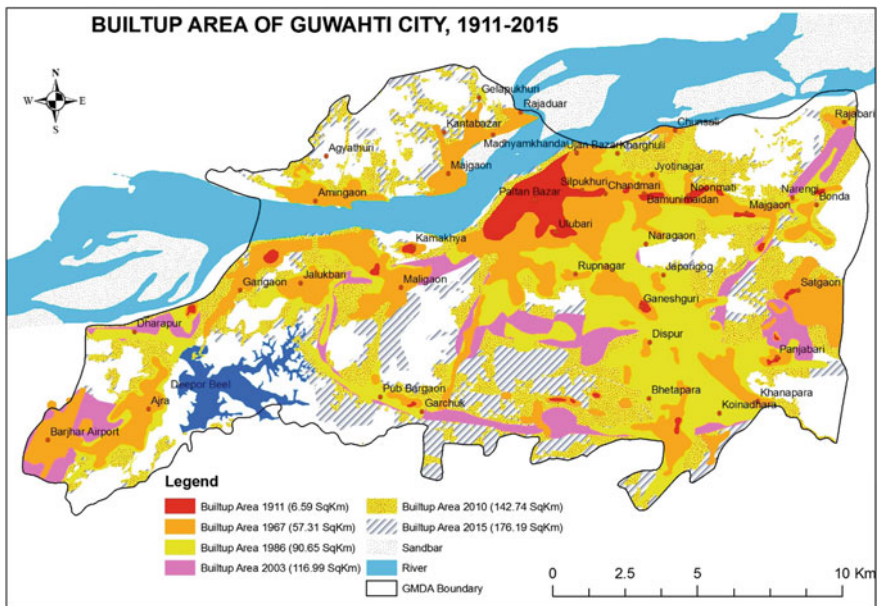 BUILTUP AREA OF GUWAHTI CITY, 1911-2015
N
W E
S
Gelapukhuri
Rajaduar
Kantabazar
Madhyamkhanda
Agyathuri
Majgaon
Amingaon
Chunsali
Rajabari
Ujan Bazar
Kharghuli
Jyotinagar
Silpukhuri
Chandmari
Noonmati
Narengi
Paltan Bazar
Bamunimaidan
Majgaon
Bonda
Ulubari
Kamakhya
Naragaon
Garigaon
Jalukbari
Maligaon
Rupnagar
Japorigog
Satgaon
Ganeshguri
Dharapur
Dispur
Panjabari
Deepor Beel
Pub Bargaon
Bhetapara
Khanapara
Ajra
Garchuk
Koinadhara
Barjhar Airport
Legend
Builtup Area 1911 (6.59 SqKm)
Builtup Area 1967 (57.31 SqKm)
Builtup Area 1986 (90.65 SqKm)
Builtup Area 2003 (116.99 SqKm)
Builtup Area 2010 (142.74 SqKm)
Builtup Area 2015 (176.19 SqKm)
Sandbar
River
GMDA Boundary
0 2.5 5 10 Km